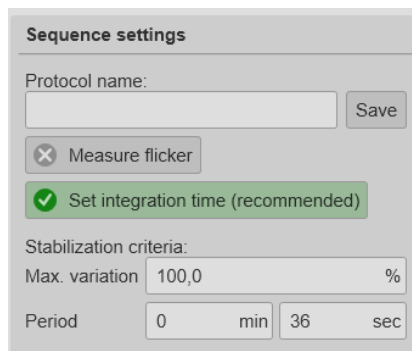 Sequence settings
Protocol name:
Save
Measure flicker
Set integration time (recommended)
Stabilization criteria:
Max. variation 100,0 %
Period 0 min 36 sec